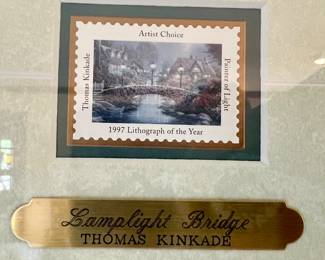 Artist Choice
Thomas Kinkade
Painter of Light
1997 Lithograph of the Year
Lamplight Bridge
THOMAS KINKADE